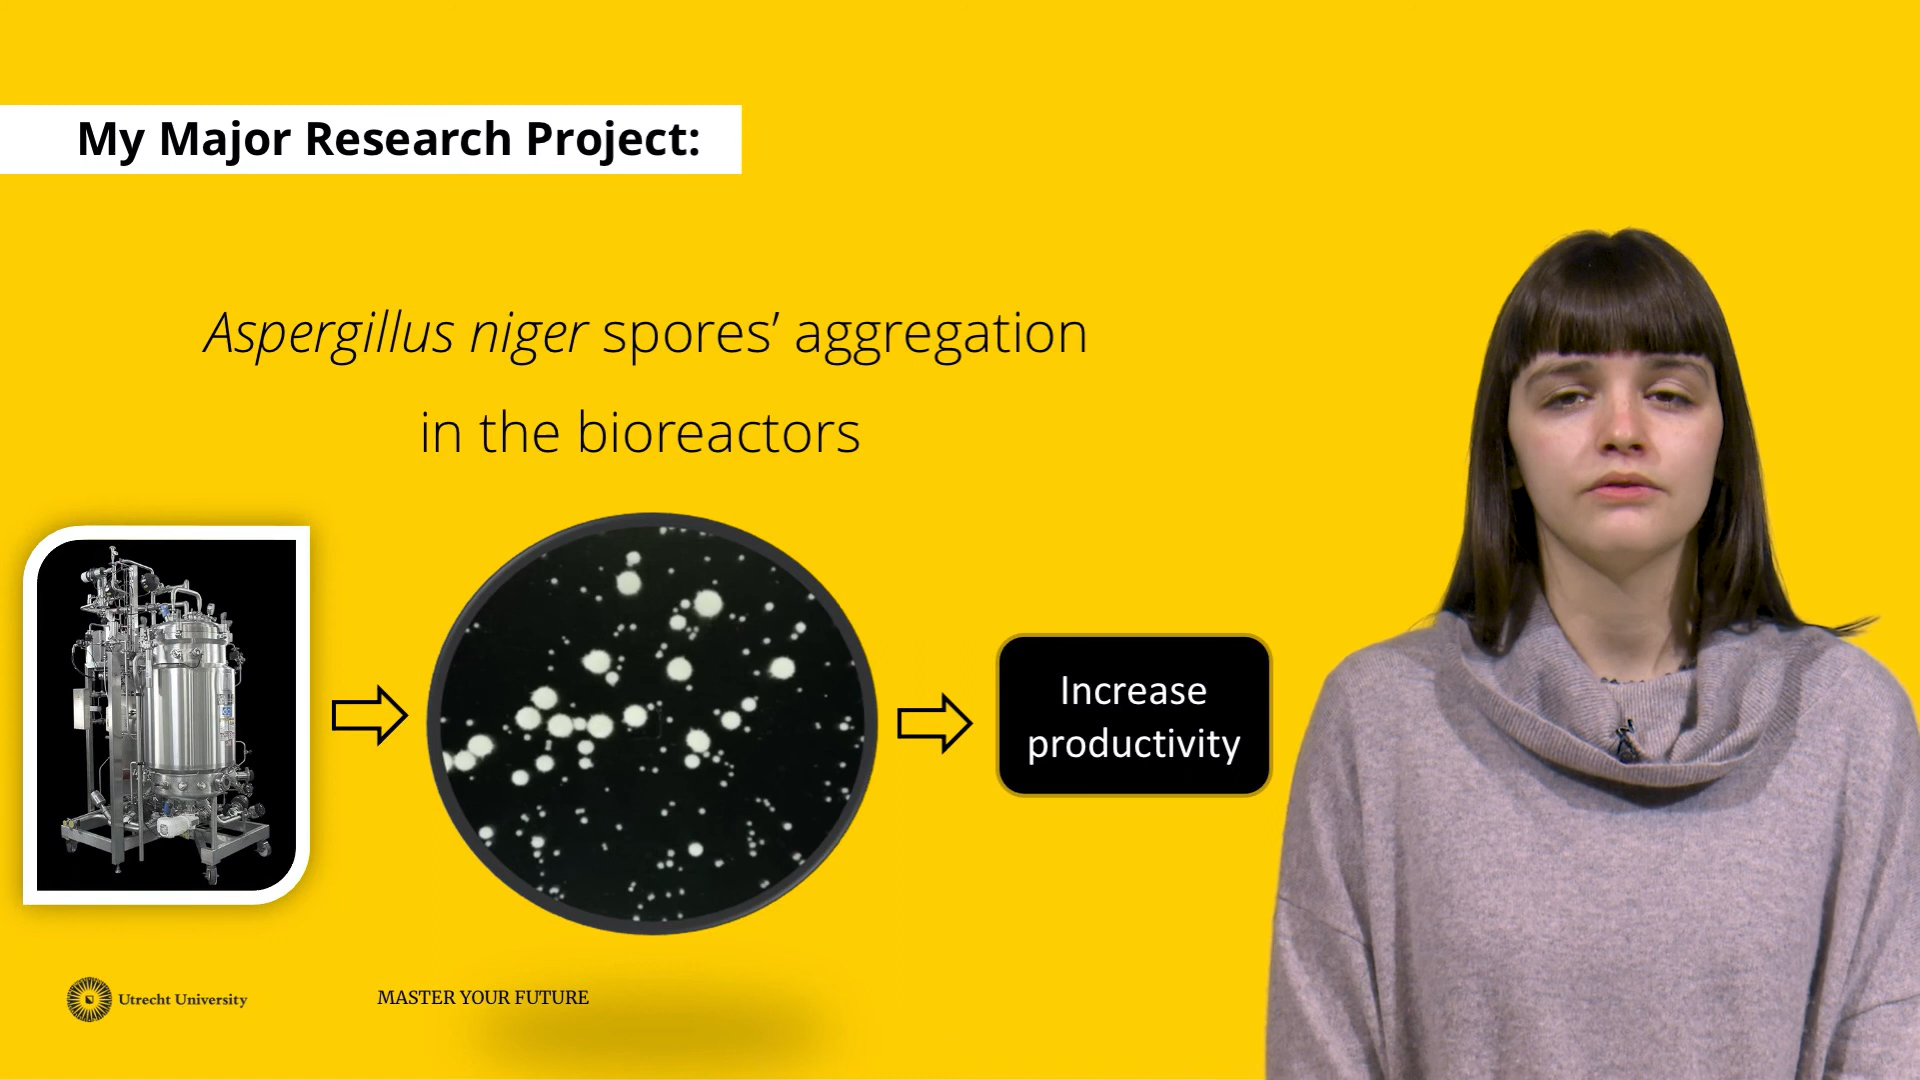 My Major Research Project:
Aspergillus niger spores’ aggregation
in the bioreactors
Increase
productivity
Utrecht University
MASTER YOUR FUTURE